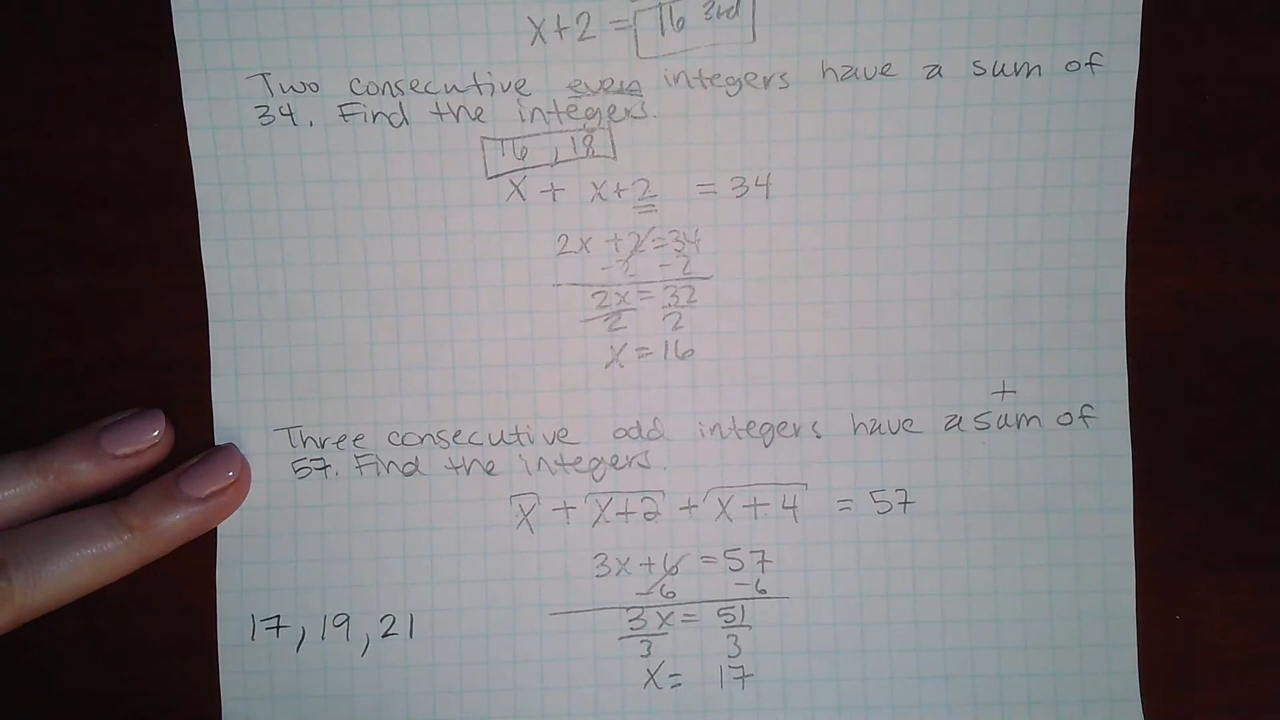 x+2 = 16 3rd
Two consecutive even integers have a sum of
34. Find the integers.
16, 18
x + x+2 = 34
2x +2=34
-2 -2
2x = 32
2 2
x = 16
+
Three consecutive odd integers have a sum of
57. Find the integers.
x + x+2 + x+4 = 57
3x+6 = 57
-6 -6
3x = 51
3 3
17, 19, 21
x = 17